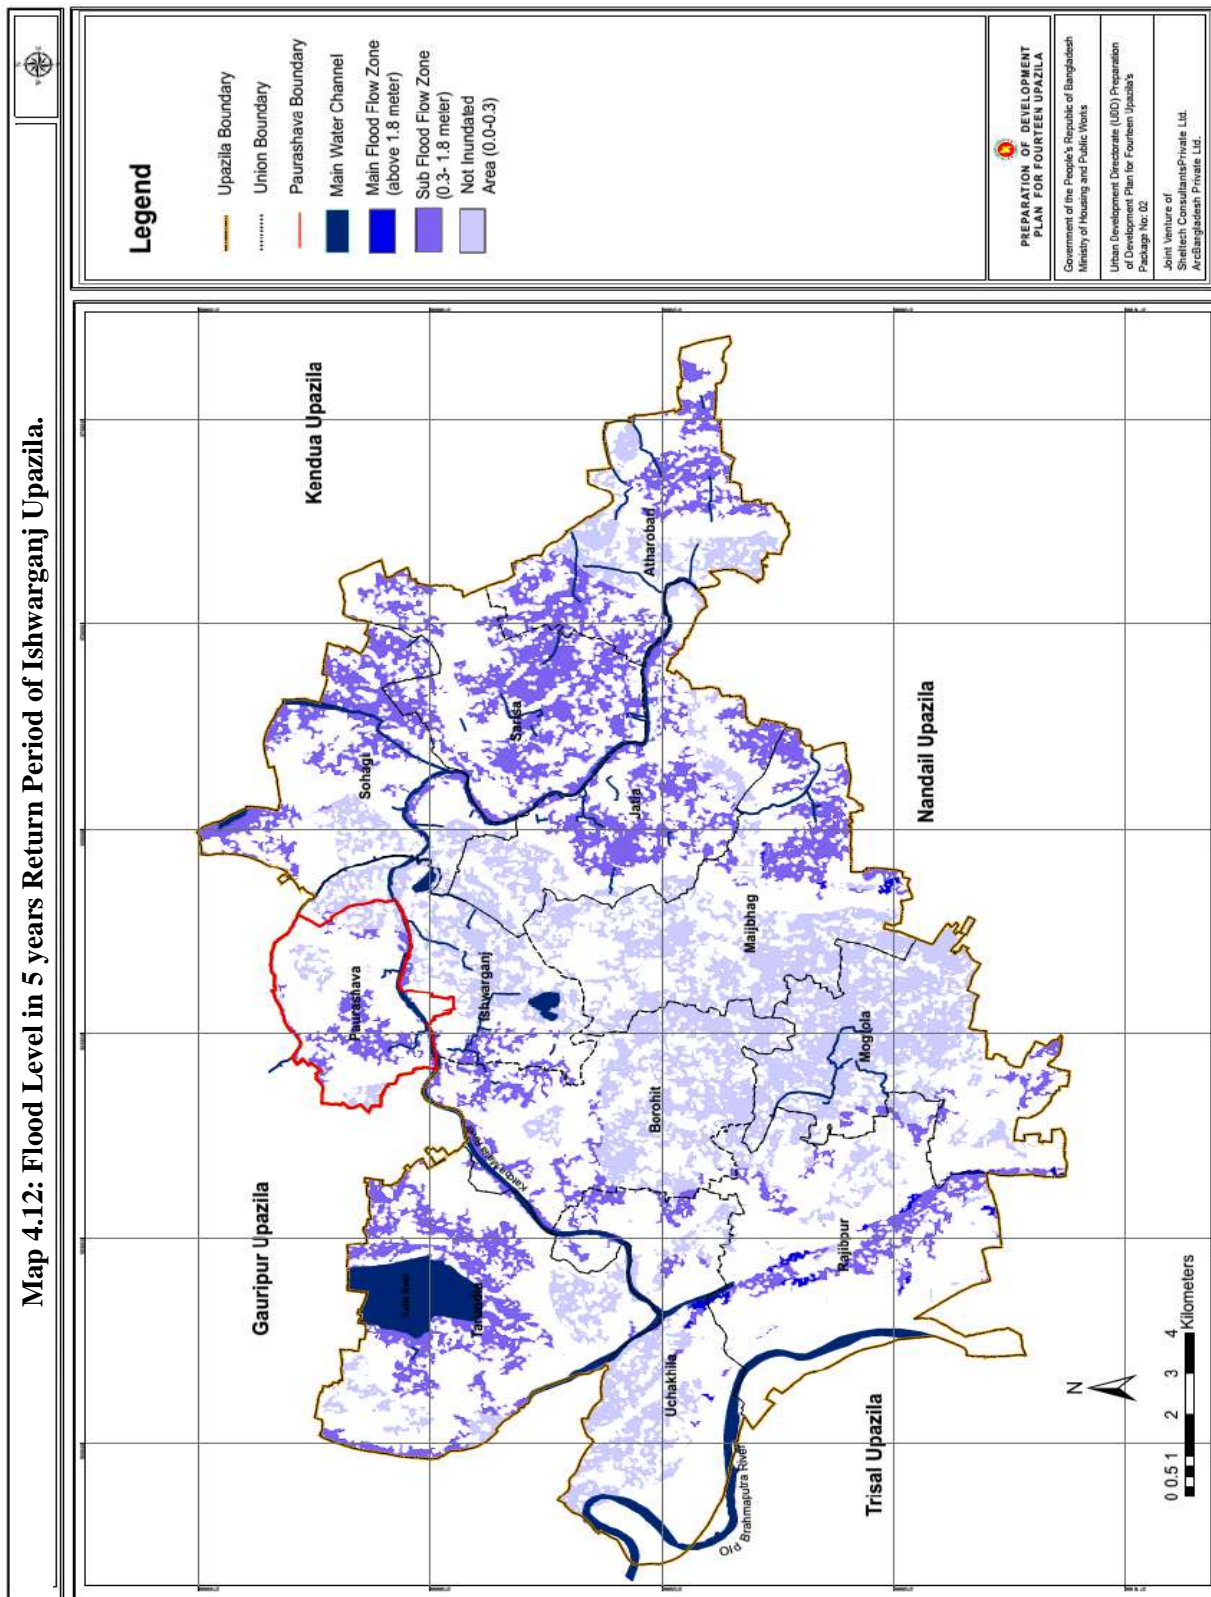 Map 4.12: Flood Level in 5 years Return Period of Ishwarganj Upazila.
N
E
S
W
Gauripur Upazila
Kendua Upazila
Paurashava
Sohagi
Tarundia
Ishwarganj
Sarisa
Atharobari
Jatia
Borohit
Maijbhag
Uchakhila
Rajibpur
Mogtola
Old Brahmaputra River
Trisal Upazila
Nandail Upazila
N
0 0.5 1 2 3 4
Kilometers
Legend
Upazila Boundary
Union Boundary
Paurashava Boundary
Main Water Channel
Main Flood Flow Zone
(above 1.8 meter)
Sub Flood Flow Zone
(0.3- 1.8 meter)
Not Inundated
Area (0.0-0.3)
PREPARATION OF DEVELOPMENT
PLAN FOR FOURTEEN UPAZILA
Government of the People's Republic of Bangladesh
Ministry of Housing and Public Works
Urban Development Directorate (UDD) Preparation
of Development Plan for Fourteen Upazila's
Package No: 02
Joint Venture of
Sheltech ConsultantsPrivate Ltd.
ArcBangladesh Private Ltd.